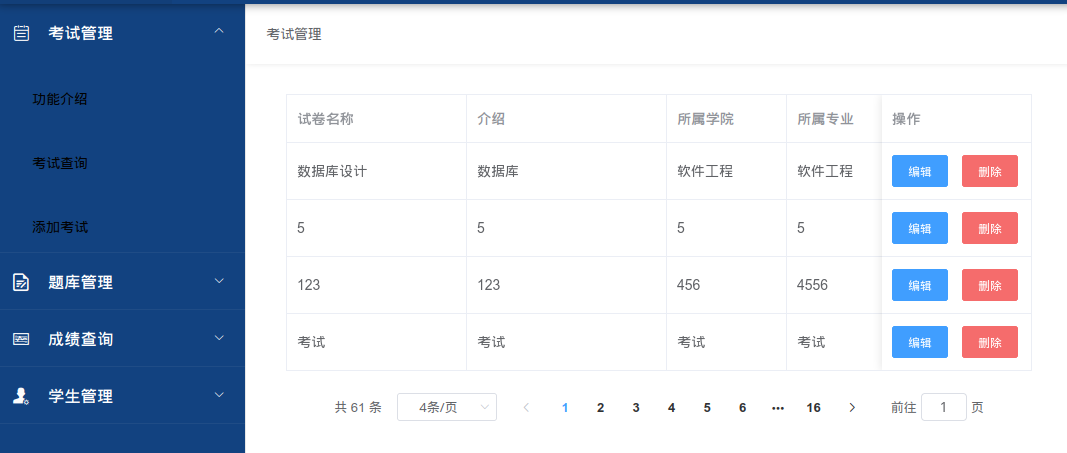 考试管理
功能介绍
考试查询
添加考试
题库管理
成绩查询
学生管理
考试管理
试卷名称 介绍 所属学院 所属专业 操作
数据库设计 数据库 软件工程 软件工程 编辑 删除
5 5 5 5 编辑 删除
123 123 456 4556 编辑 删除
考试 考试 考试 考试 编辑 删除
共 61 条 4条/页 1 2 3 4 5 6 ••• 16 前往 1 页